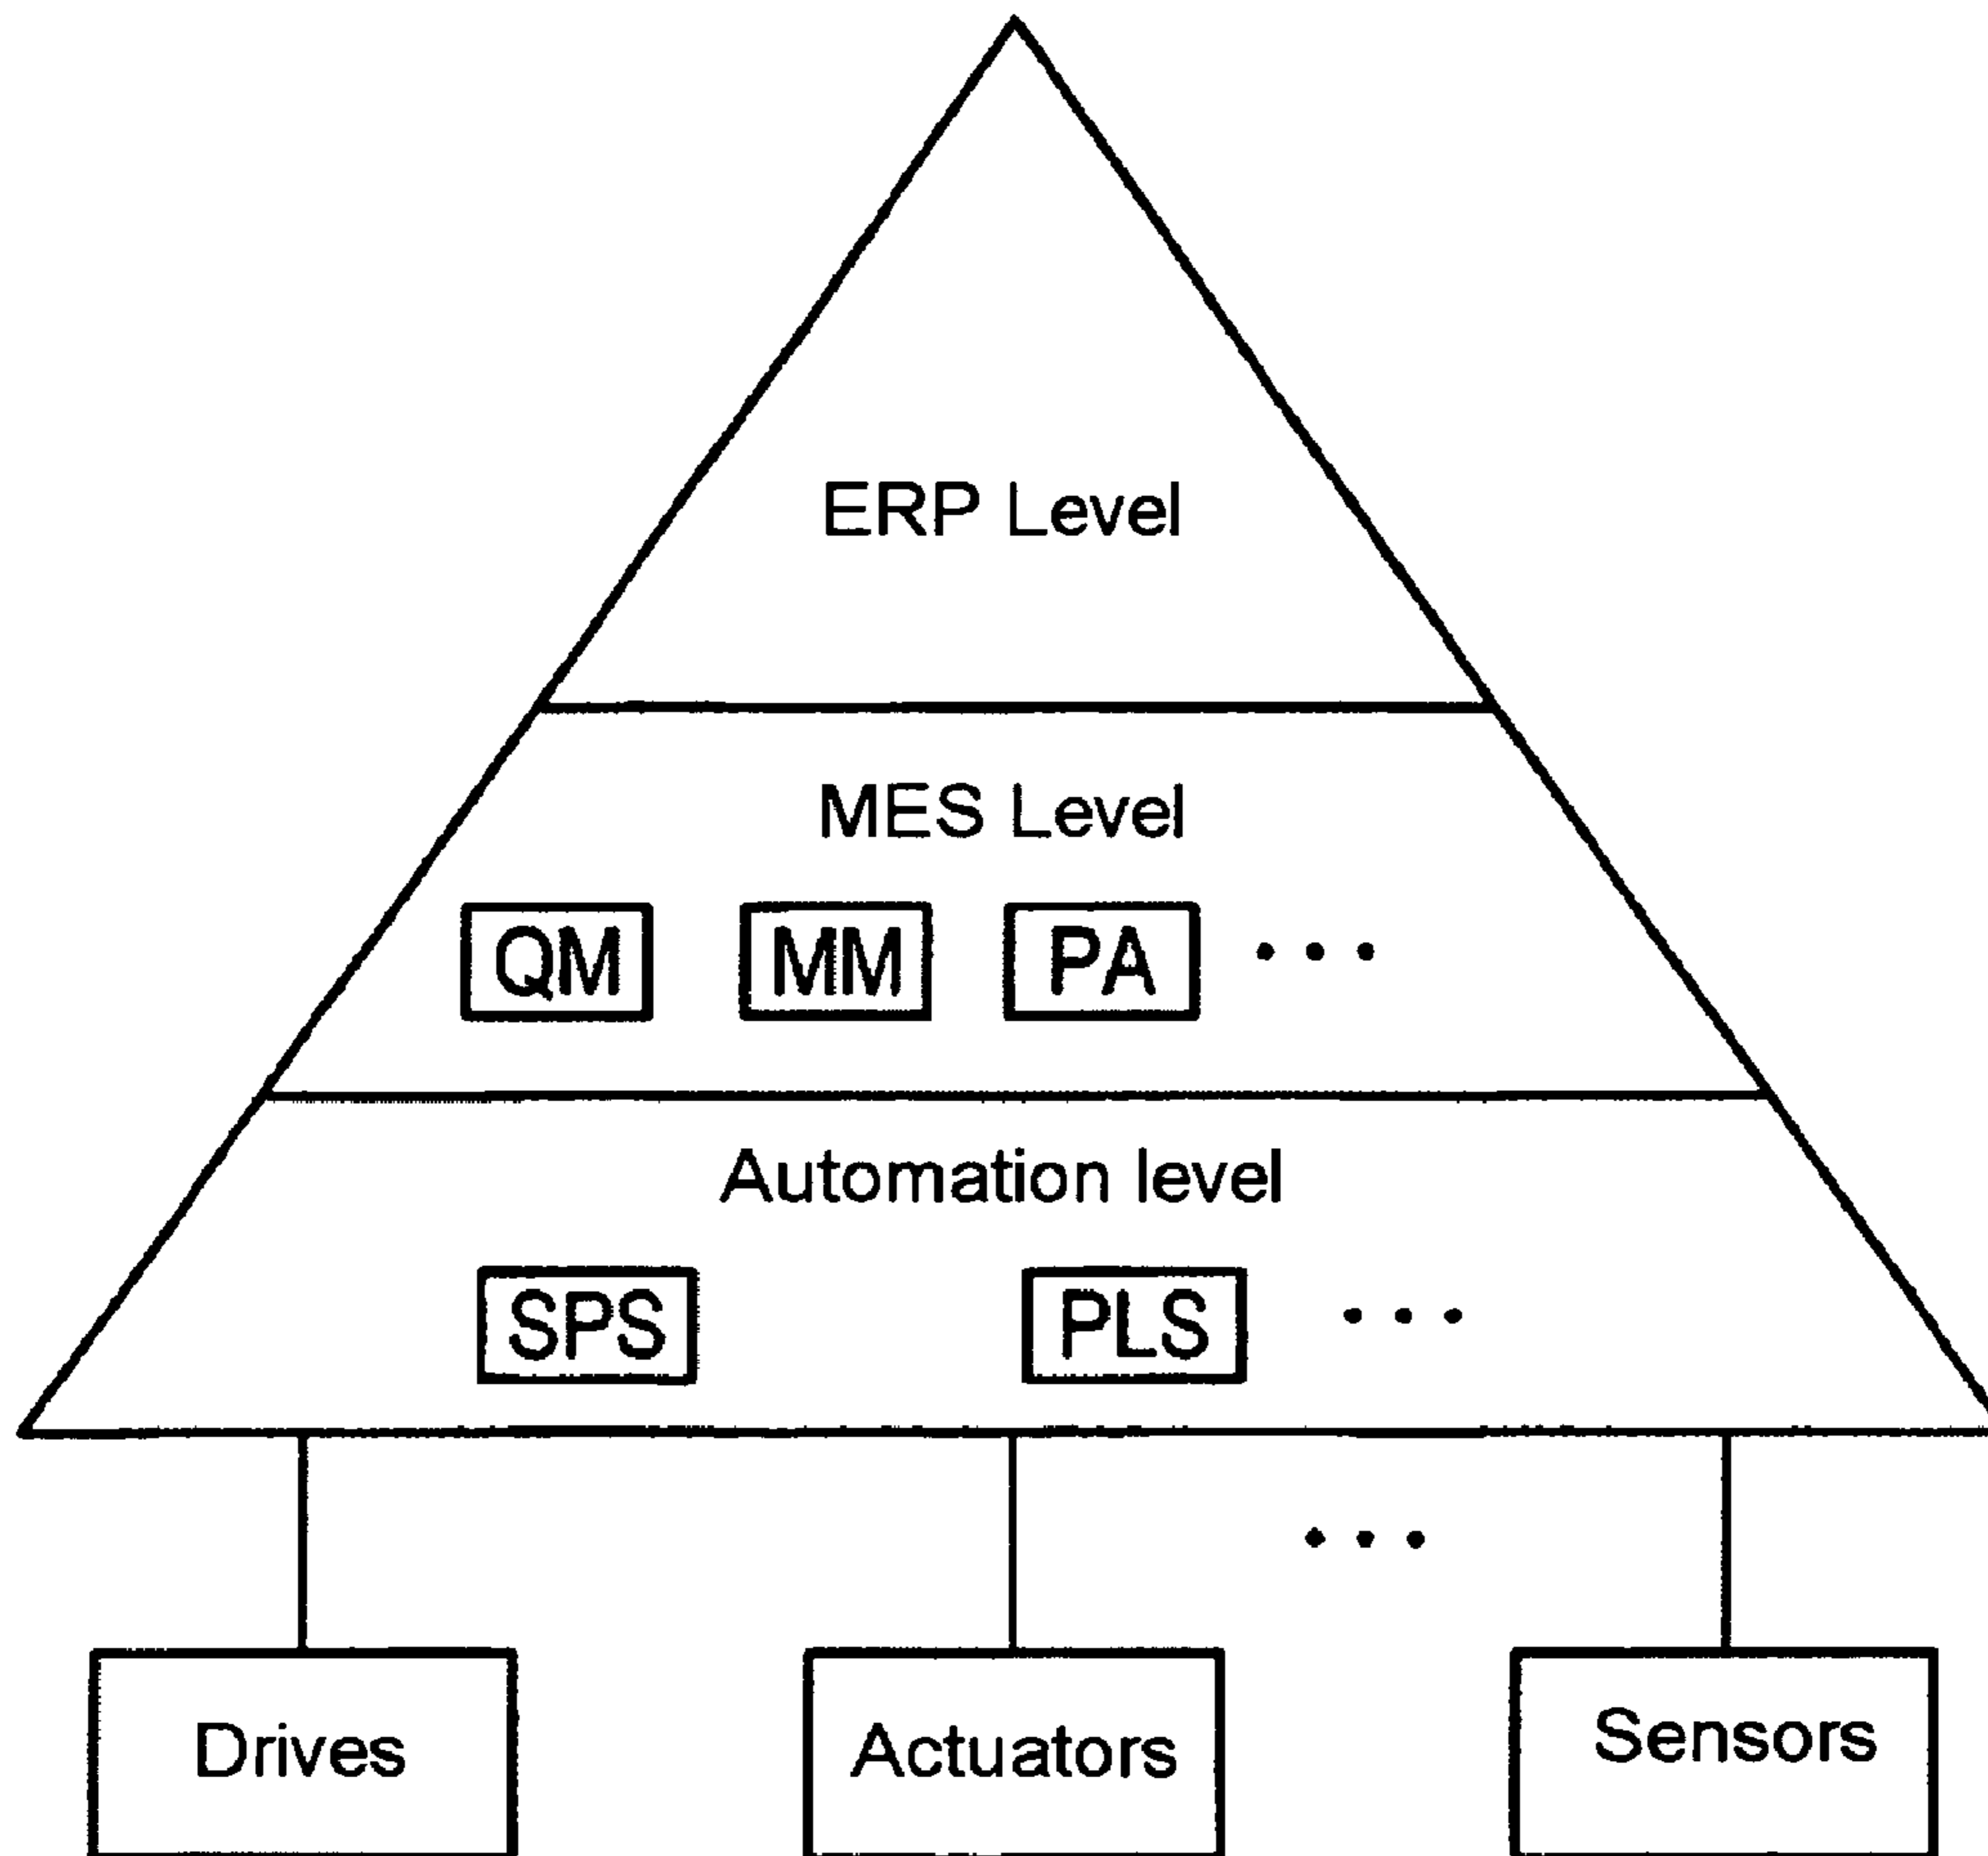 ERP Level
MES Level
QM MM PA ...
Automation level
SPS PLS ...
...
Drives Actuators Sensors